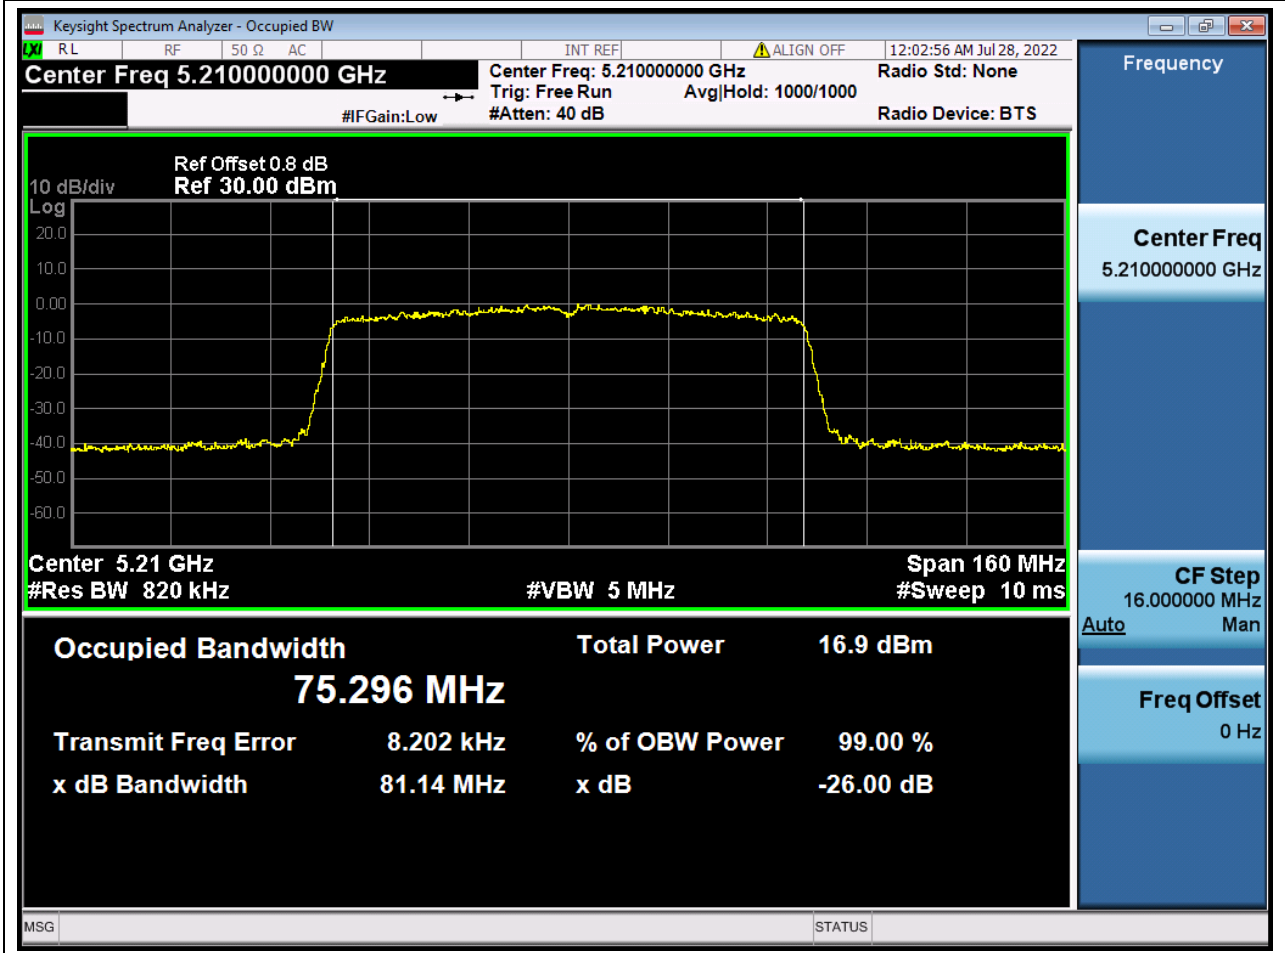 Keysight Spectrum Analyzer - Occupied BW
LXI RL RF 50 Ω AC INT REF ALIGN OFF 12:02:56 AM Jul 28, 2022
Center Freq 5.210000000 GHz
Center Freq: 5.210000000 GHz
Radio Std: None
Trig: Free Run Avg|Hold: 1000/1000
#IFGain:Low
#Atten: 40 dB
Radio Device: BTS
Ref Offset 0.8 dB
10 dB/div Ref 30.00 dBm
Log
20.0
10.0
0.00
-10.0
-20.0
-30.0
-40.0
-50.0
-60.0
Center 5.21 GHz Span 160 MHz
#Res BW 820 kHz #VBW 5 MHz #Sweep 10 ms
Occupied Bandwidth Total Power 16.9 dBm
75.296 MHz
Transmit Freq Error 8.202 kHz % of OBW Power 99.00 %
x dB Bandwidth 81.14 MHz x dB -26.00 dB
Frequency
Center Freq
5.210000000 GHz
CF Step
16.000000 MHz
Auto Man
Freq Offset
0 Hz
MSG STATUS